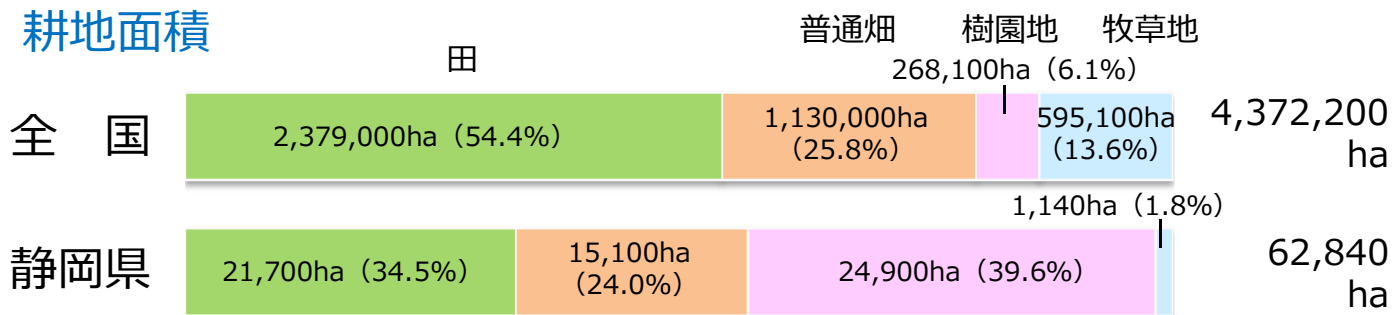 耕地面積
田
普通畑
樹園地
牧草地
268,100ha（6.1%）
全　国
2,379,000ha（54.4%）
1,130,000ha
（25.8%）
595,100ha
（13.6%）
4,372,200
ha
1,140ha（1.8%）
静岡県
21,700ha（34.5%）
15,100ha
（24.0%）
24,900ha（39.6%）
62,840
ha